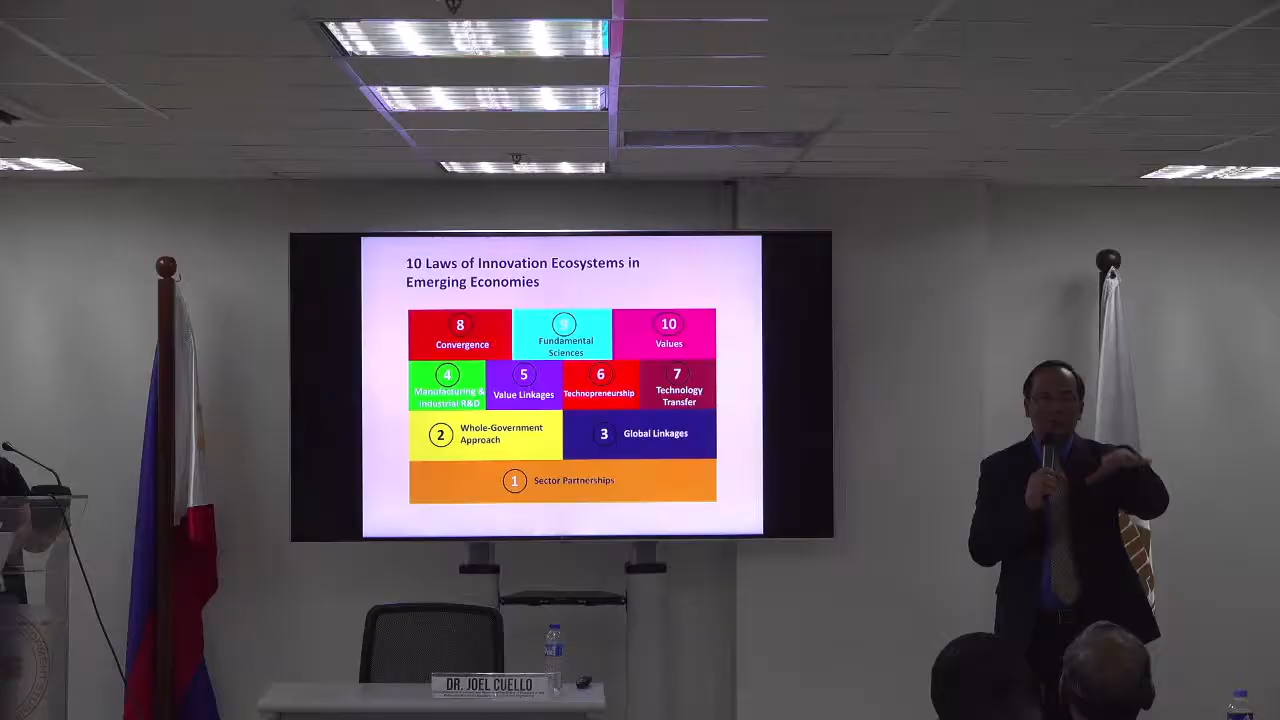 10 Laws of Innovation Ecosystems in
Emerging Economies
8
Convergence
9
Fundamental
Sciences
10
Values
4
Manufacturing &
Industrial R&D
5
Value Linkages
6
Technopreneurship
7
Technology
Transfer
2
Whole-Government
Approach
3
Global Linkages
1
Sector Partnerships
DR. JOEL CUELLO